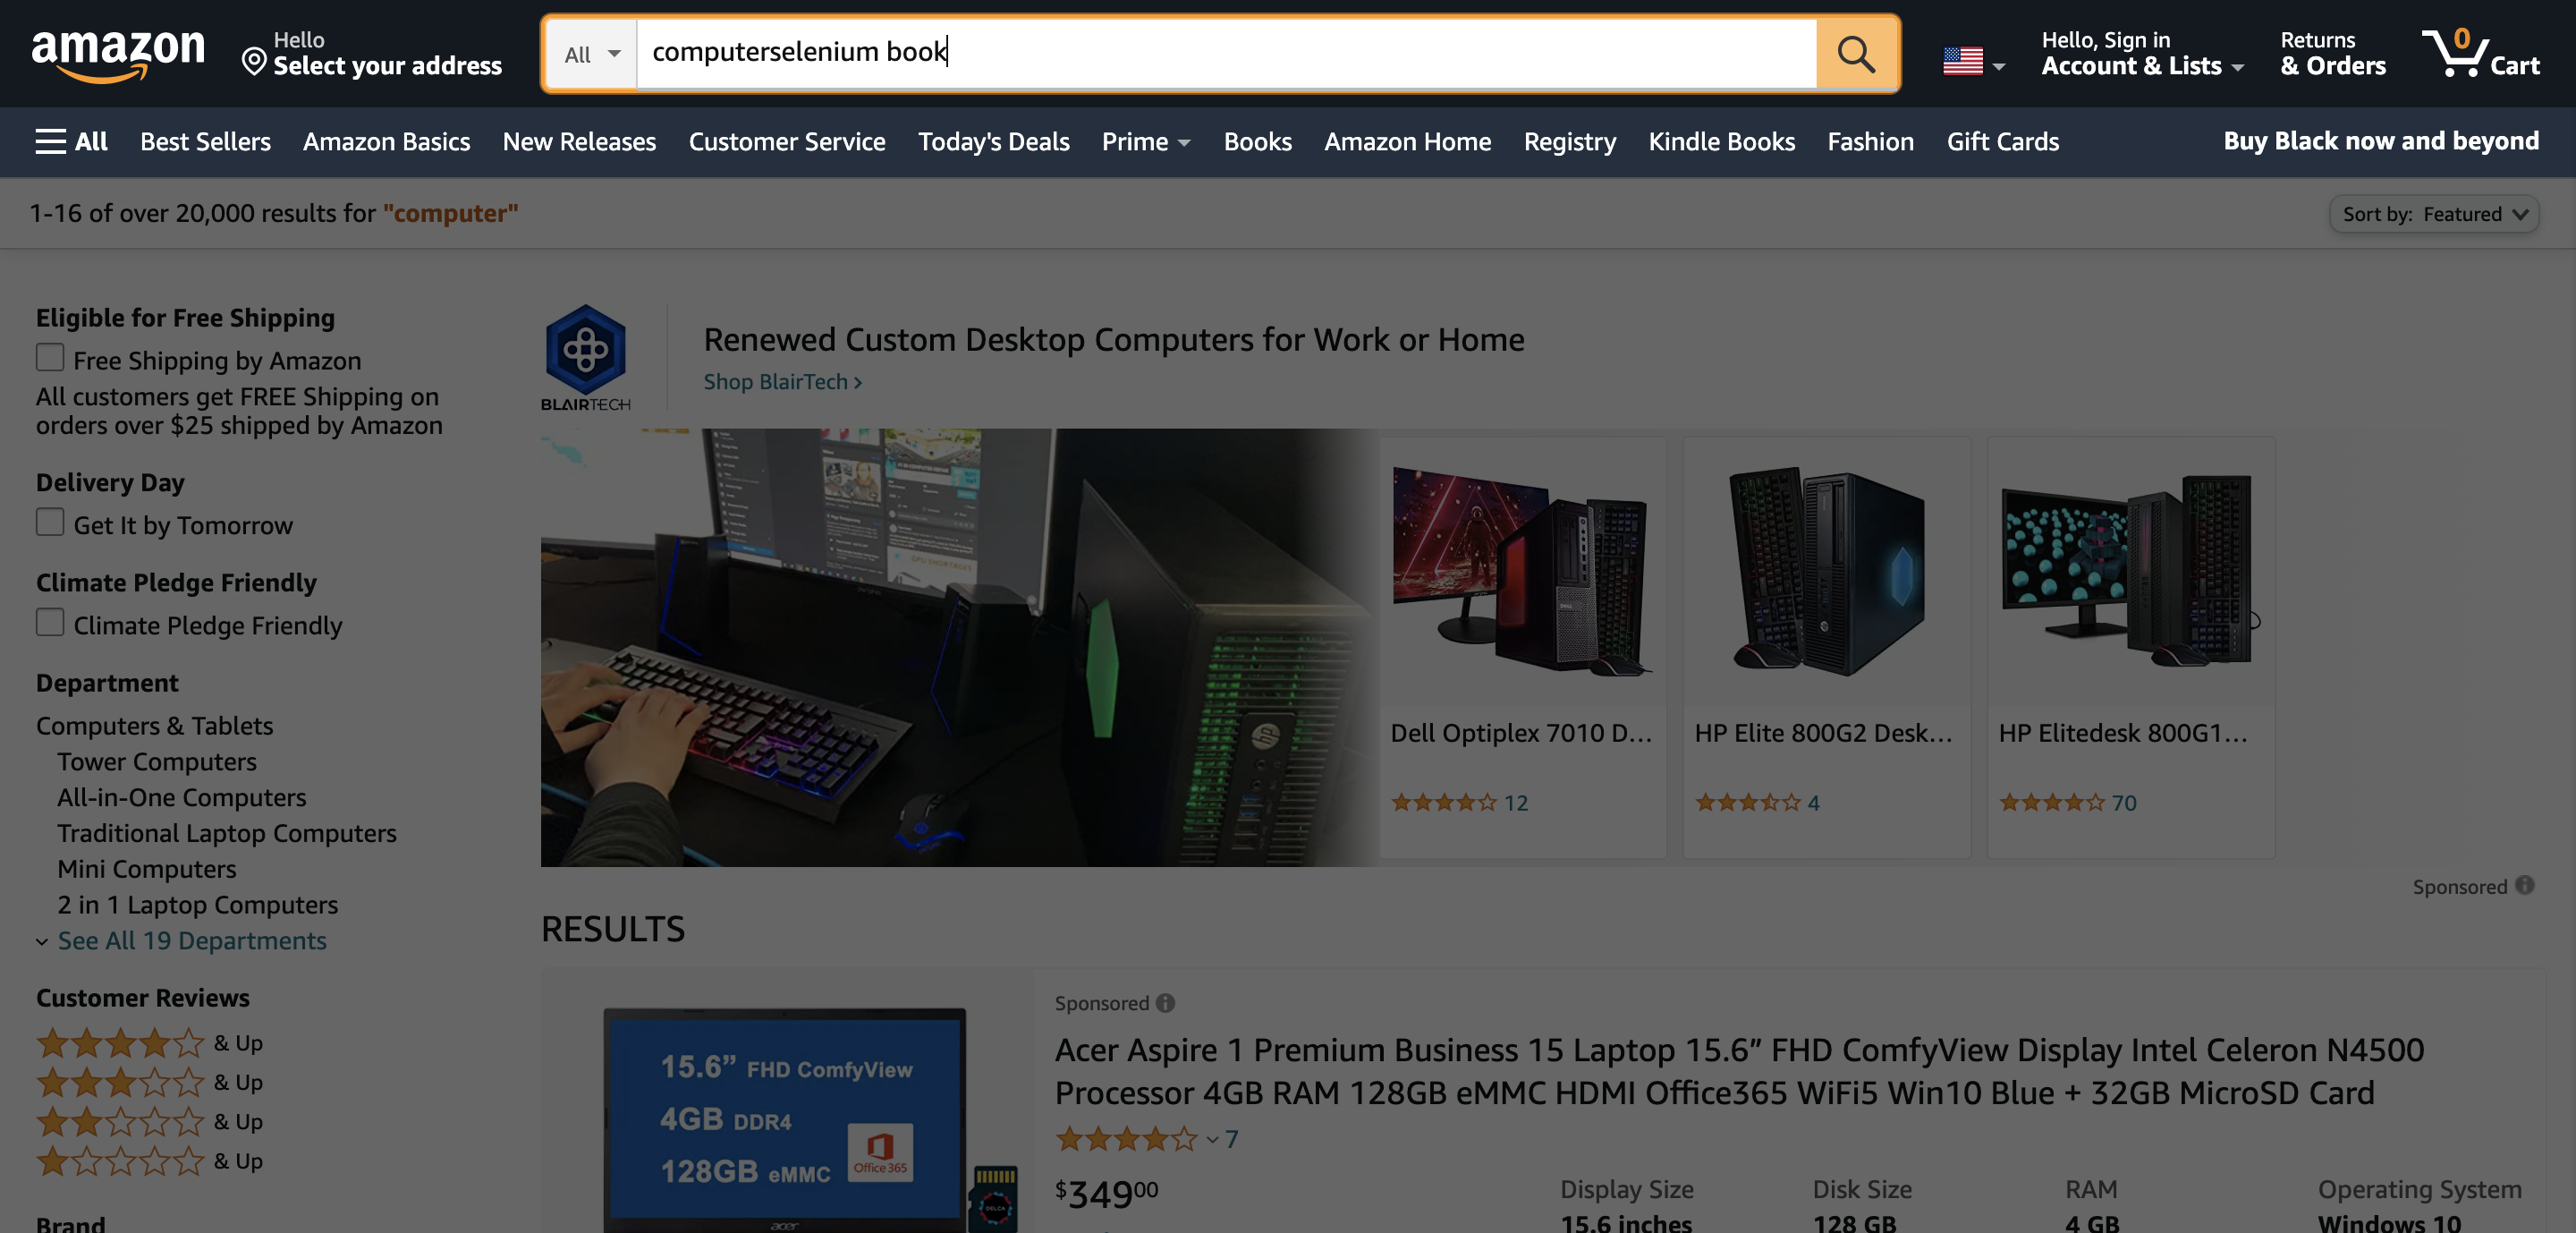 amazon
Hello
Select your address
All
computerselenium book
Hello, Sign in
Account & Lists
Returns
& Orders
0
Cart
All
Best Sellers
Amazon Basics
New Releases
Customer Service
Today's Deals
Prime
Books
Amazon Home
Registry
Kindle Books
Fashion
Gift Cards
Buy Black now and beyond
1-16 of over 20,000 results for "computer"
Sort by: Featured
Eligible for Free Shipping
Free Shipping by Amazon
All customers get FREE Shipping on
orders over $25 shipped by Amazon
Delivery Day
Get It by Tomorrow
Climate Pledge Friendly
Climate Pledge Friendly
Department
Computers & Tablets
Tower Computers
All-in-One Computers
Traditional Laptop Computers
Mini Computers
2 in 1 Laptop Computers
See All 19 Departments
Customer Reviews
& Up
& Up
& Up
& Up
Brand
BLAIRTECH
Renewed Custom Desktop Computers for Work or Home
Shop BlairTech ›
hp
Dell Optiplex 7010 D...
12
HP Elite 800G2 Desk...
4
HP Elitedesk 800G1...
70
Sponsored
RESULTS
15.6” FHD ComfyView
4GB DDR4
128GB eMMC
Office 365
acer
DELCA
Sponsored
Acer Aspire 1 Premium Business 15 Laptop 15.6” FHD ComfyView Display Intel Celeron N4500
Processor 4GB RAM 128GB eMMC HDMI Office365 WiFi5 Win10 Blue + 32GB MicroSD Card
7
$34900
Display Size
15.6 inches
Disk Size
128 GB
RAM
4 GB
Operating System
Windows 10